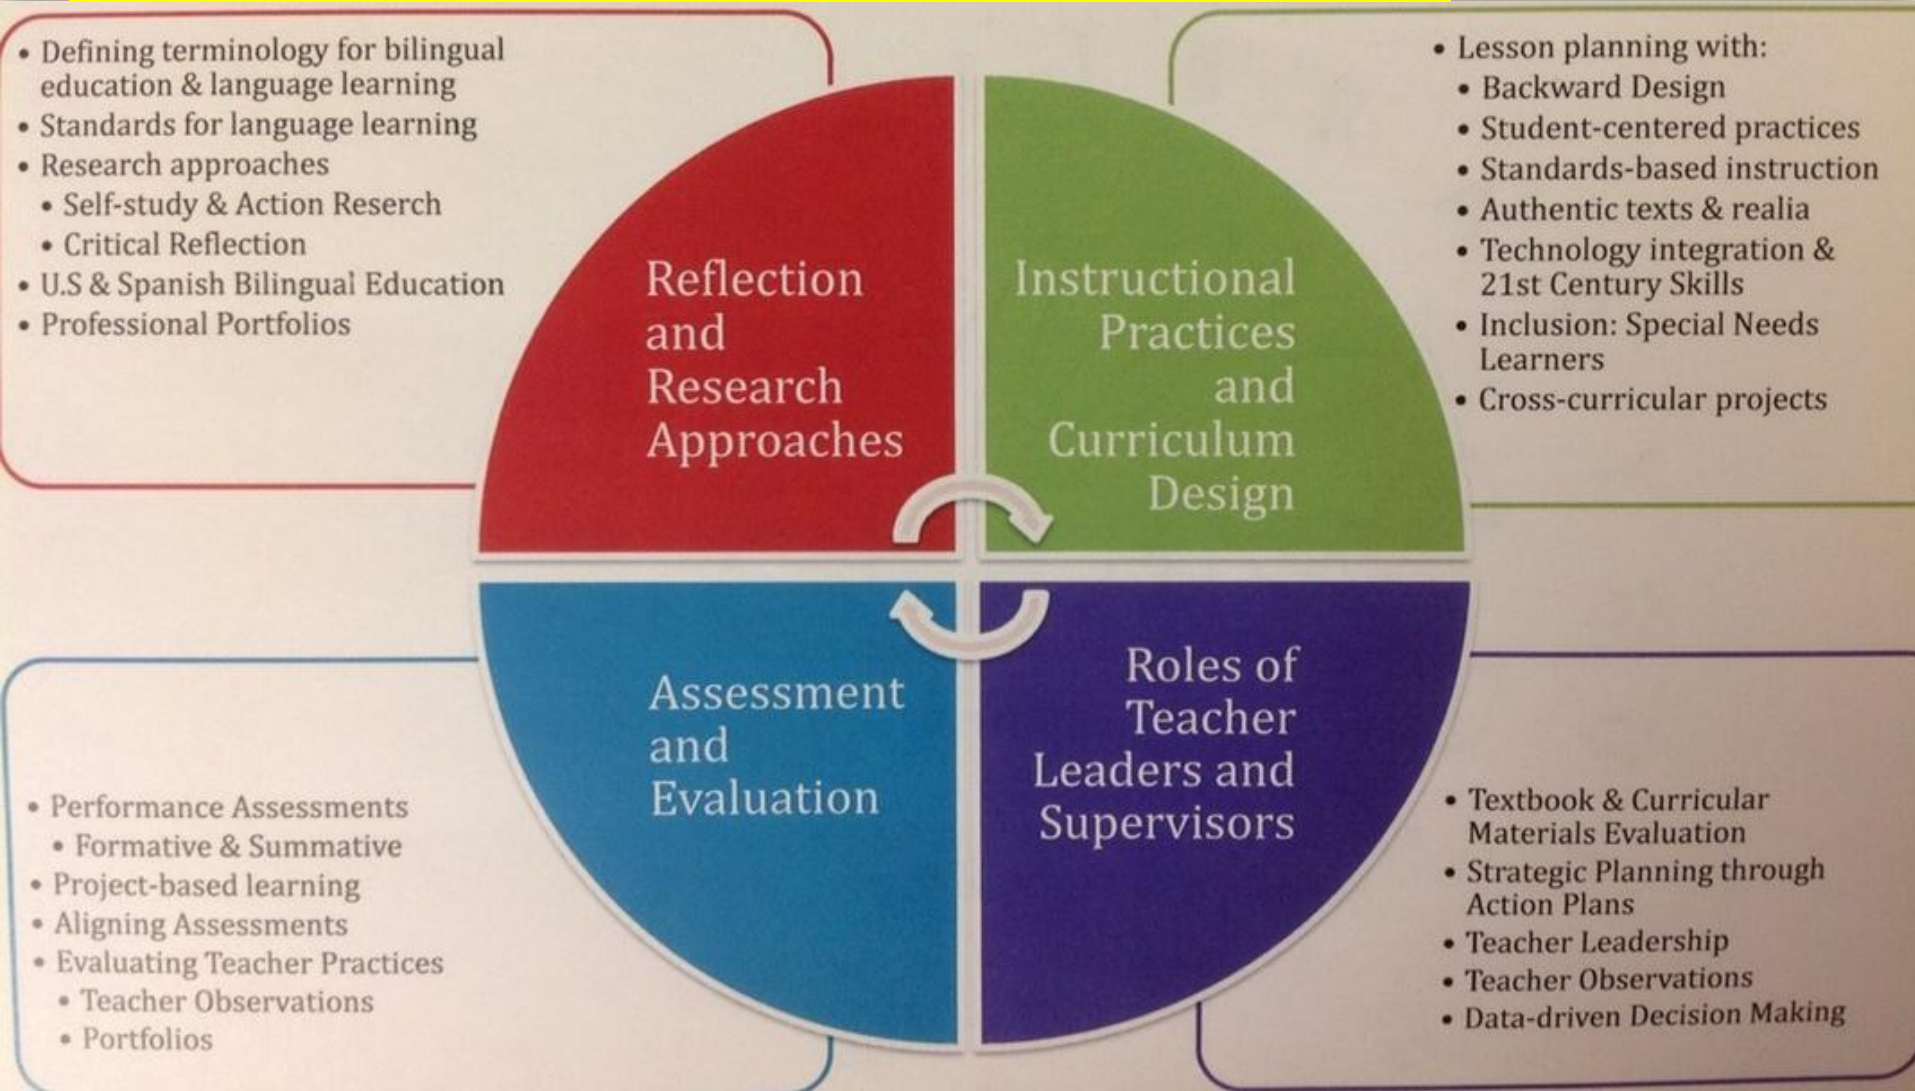 • Defining terminology for bilingual
education & language learning
• Standards for language learning
• Research approaches
• Self-study & Action Reserch
• Critical Reflection
• U.S & Spanish Bilingual Education
• Professional Portfolios
Reflection
and
Research
Approaches
Instructional
Practices
and
Curriculum
Design
• Lesson planning with:
• Backward Design
• Student-centered practices
• Standards-based instruction
• Authentic texts & realia
• Technology integration &
21st Century Skills
• Inclusion: Special Needs
Learners
• Cross-curricular projects
• Performance Assessments
• Formative & Summative
• Project-based learning
• Aligning Assessments
• Evaluating Teacher Practices
• Teacher Observations
• Portfolios
Assessment
and
Evaluation
Roles of
Teacher
Leaders and
Supervisors
• Textbook & Curricular
Materials Evaluation
• Strategic Planning through
Action Plans
• Teacher Leadership
• Teacher Observations
• Data-driven Decision Making